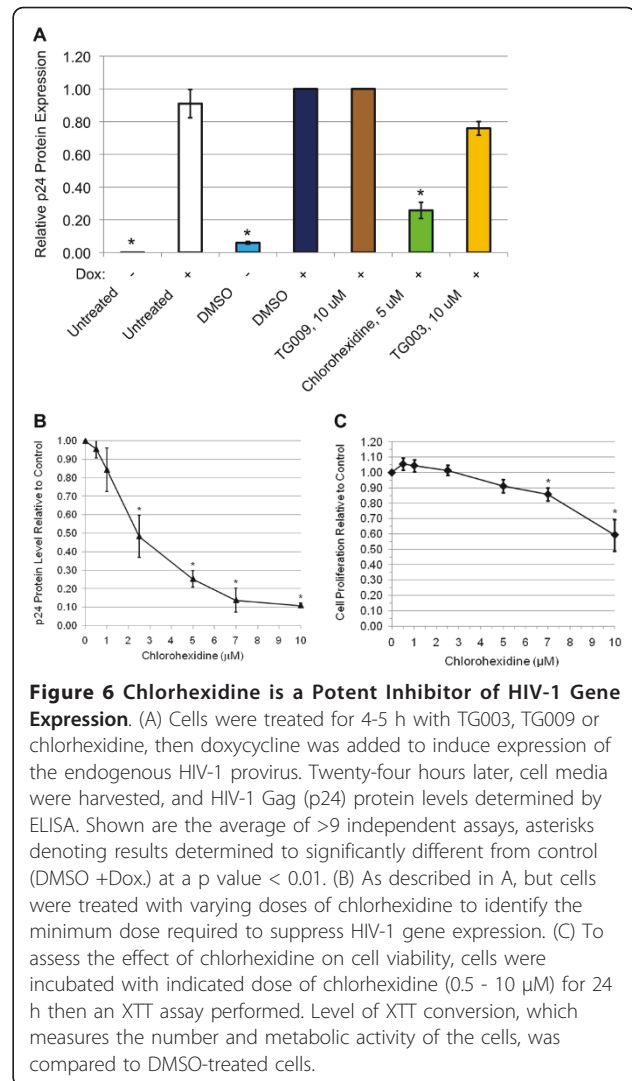 A
Relative p24 Protein Expression
1.20
1.00
0.80
0.60
0.40
0.20
0.00
*
*
*
Dox: - + - + + + +
Untreated
Untreated
DMSO
DMSO
TG009, 10 uM
Chlorohexidine, 5 uM
TG003, 10 uM
B
p24 Protein Level Relative to Control
1.00
0.90
0.80
0.70
0.60
0.50
0.40
0.30
0.20
0.10
0.00
*
*
*
*
0 1 2 3 4 5 6 7 8 9 10
Chlorohexidine (µM)
C
Cell Proliferation Relative to Control
1.20
1.10
1.00
0.90
0.80
0.70
0.60
0.50
0.40
0.30
0.20
0.10
0.00
*
*
0 1 2 3 4 5 6 7 8 9 10
Chlorohexidine (µM)
Figure 6 Chlorhexidine is a Potent Inhibitor of HIV-1 Gene
Expression. (A) Cells were treated for 4-5 h with TG003, TG009 or
chlorhexidine, then doxycycline was added to induce expression of
the endogenous HIV-1 provirus. Twenty-four hours later, cell media
were harvested, and HIV-1 Gag (p24) protein levels determined by
ELISA. Shown are the average of >9 independent assays, asterisks
denoting results determined to significantly different from control
(DMSO +Dox.) at a p value < 0.01. (B) As described in A, but cells
were treated with varying doses of chlorhexidine to identify the
minimum dose required to suppress HIV-1 gene expression. (C) To
assess the effect of chlorhexidine on cell viability, cells were
incubated with indicated dose of chlorhexidine (0.5 - 10 µM) for 24
h then an XTT assay performed. Level of XTT conversion, which
measures the number and metabolic activity of the cells, was
compared to DMSO-treated cells.